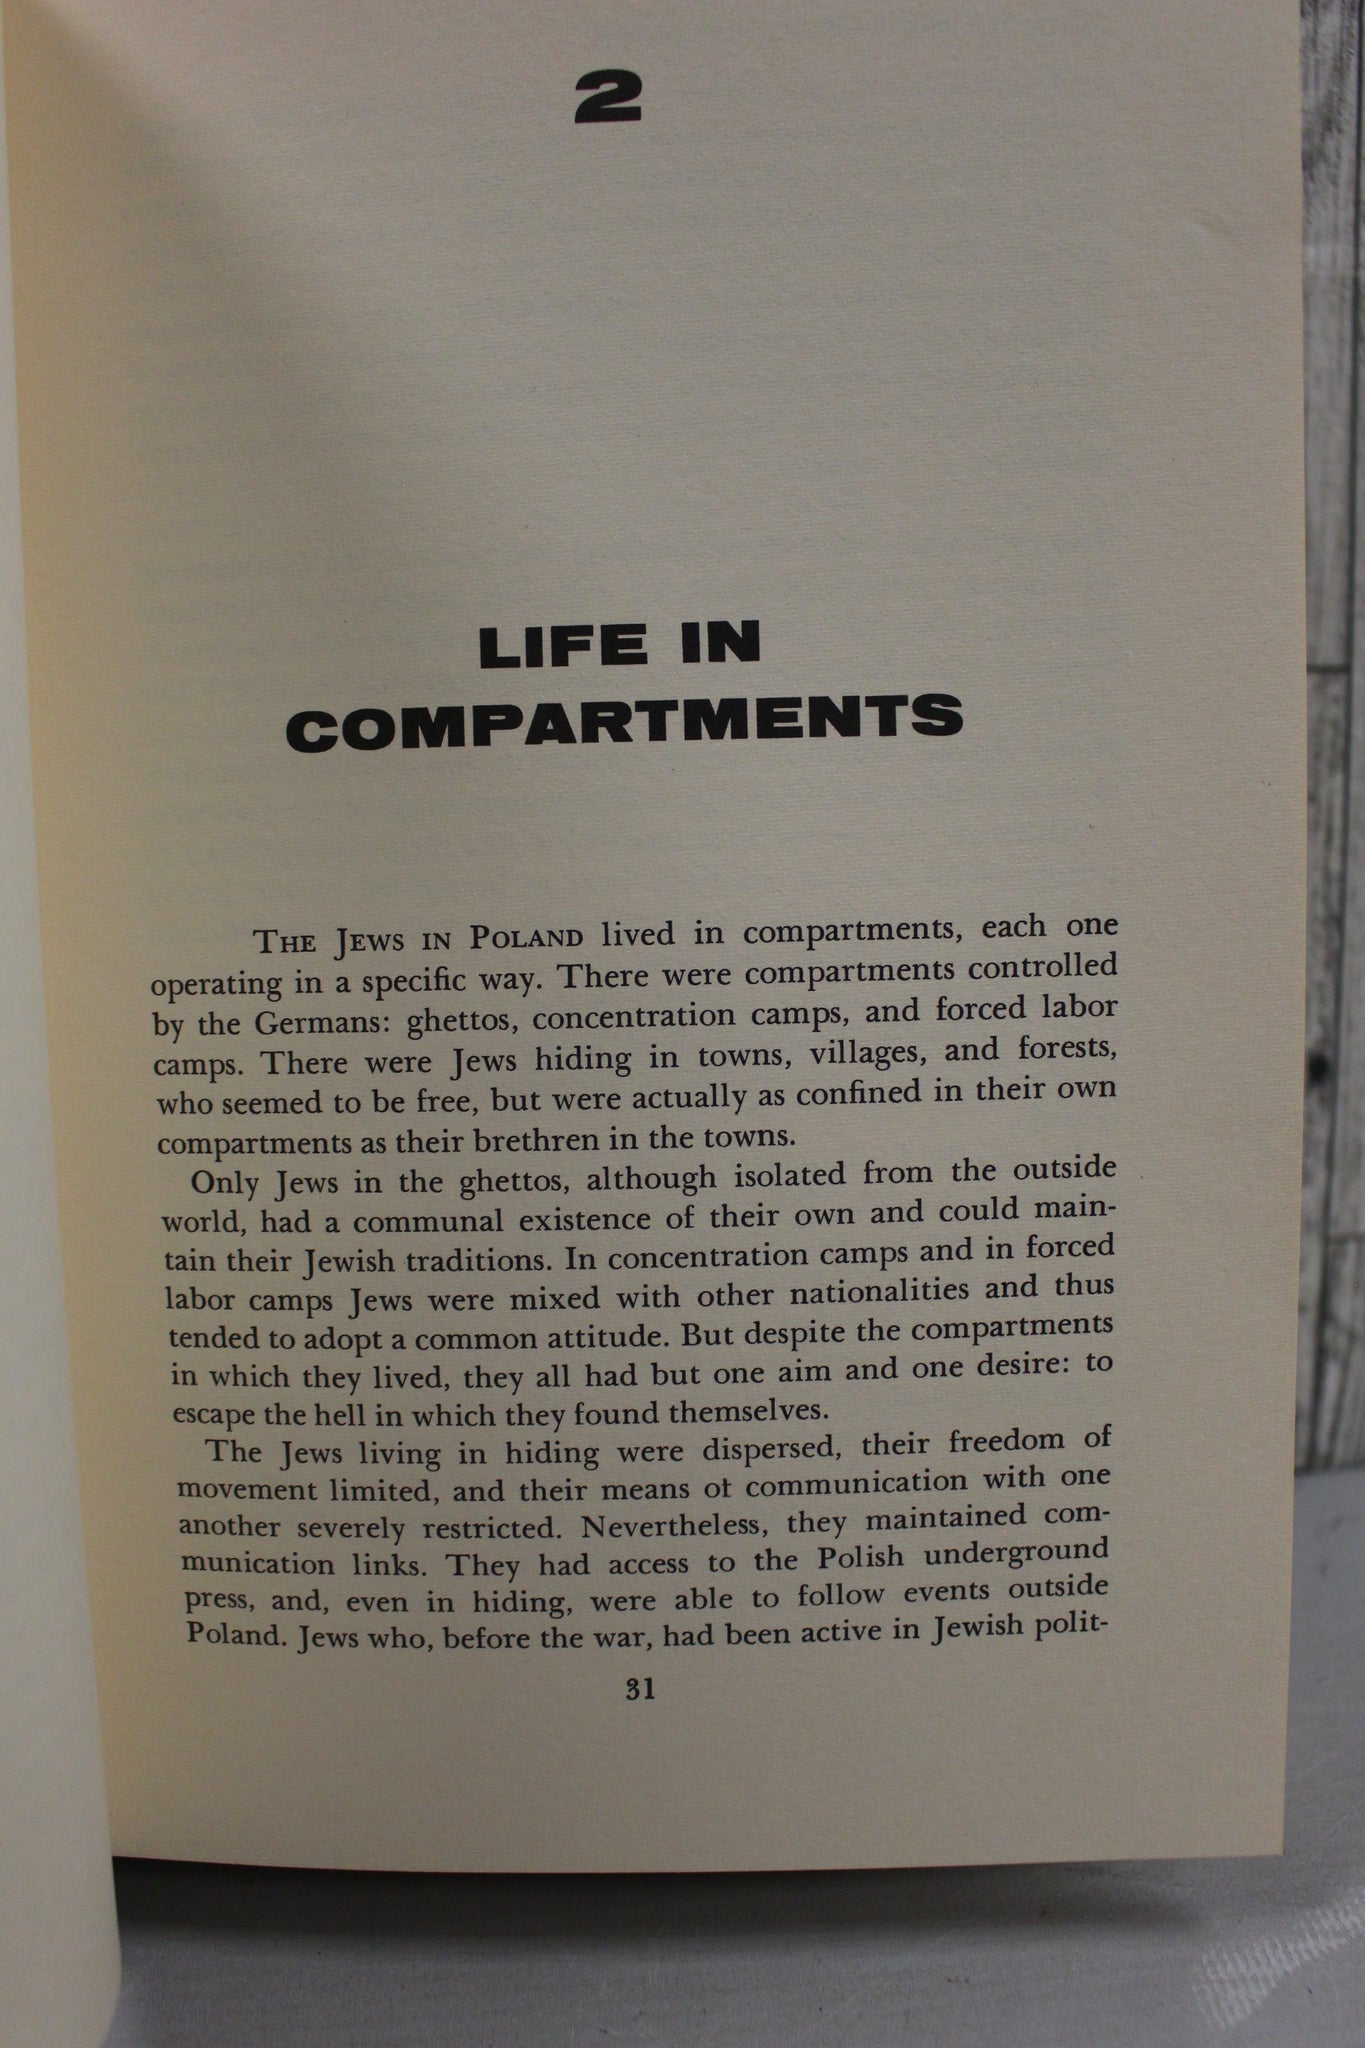 2
LIFE IN
COMPARTMENTS
THE JEWS IN POLAND lived in compartments, each one
operating in a specific way. There were compartments controlled
by the Germans: ghettos, concentration camps, and forced labor
camps. There were Jews hiding in towns, villages, and forests,
who seemed to be free, but were actually as confined in their own
compartments as their brethren in the towns.
Only Jews in the ghettos, although isolated from the outside
world, had a communal existence of their own and could main-
tain their Jewish traditions. In concentration camps and in forced
labor camps Jews were mixed with other nationalities and thus
tended to adopt a common attitude. But despite the compartments
in which they lived, they all had but one aim and one desire: to
escape the hell in which they found themselves.
The Jews living in hiding were dispersed, their freedom of
movement limited, and their means of communication with one
another severely restricted. Nevertheless, they maintained com-
munication links. They had access to the Polish underground
press, and, even in hiding, were able to follow events outside
Poland. Jews who, before the war, had been active in Jewish polit-
31